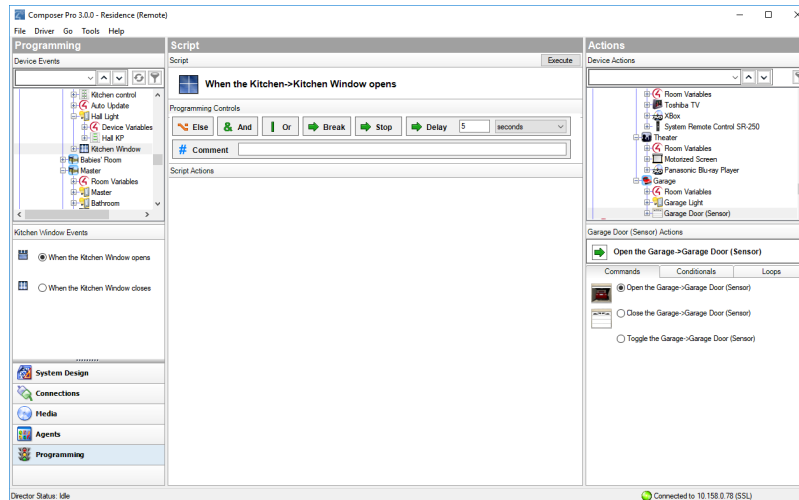 Composer Pro 3.0.0 - Residence (Remote)
File Driver Go Tools Help
Programming
Device Events
Kitchen control
Auto Update
Hall Light
Device Variables
Hall KP
Kitchen Window
Babies' Room
Master
Room Variables
Master
Bathroom
Kitchen Window Events
When the Kitchen Window opens
When the Kitchen Window closes
System Design
Connections
Media
Agents
Programming
Script
Script Execute
When the Kitchen->Kitchen Window opens
Programming Controls
Else & And Or Break Stop Delay 5 seconds
# Comment
Script Actions
Actions
Device Actions
Room Variables
Toshiba TV
XBox
System Remote Control SR-250
Theater
Room Variables
Motorized Screen
Panasonic Blu-ray Player
Garage
Room Variables
Garage Light
Garage Door (Sensor)
Garage Door (Sensor) Actions
Open the Garage->Garage Door (Sensor)
Commands Conditionals Loops
Open the Garage->Garage Door (Sensor)
Close the Garage->Garage Door (Sensor)
Toggle the Garage->Garage Door (Sensor)
Director Status: Idle
Connected to 10.158.0.78 (SSL)